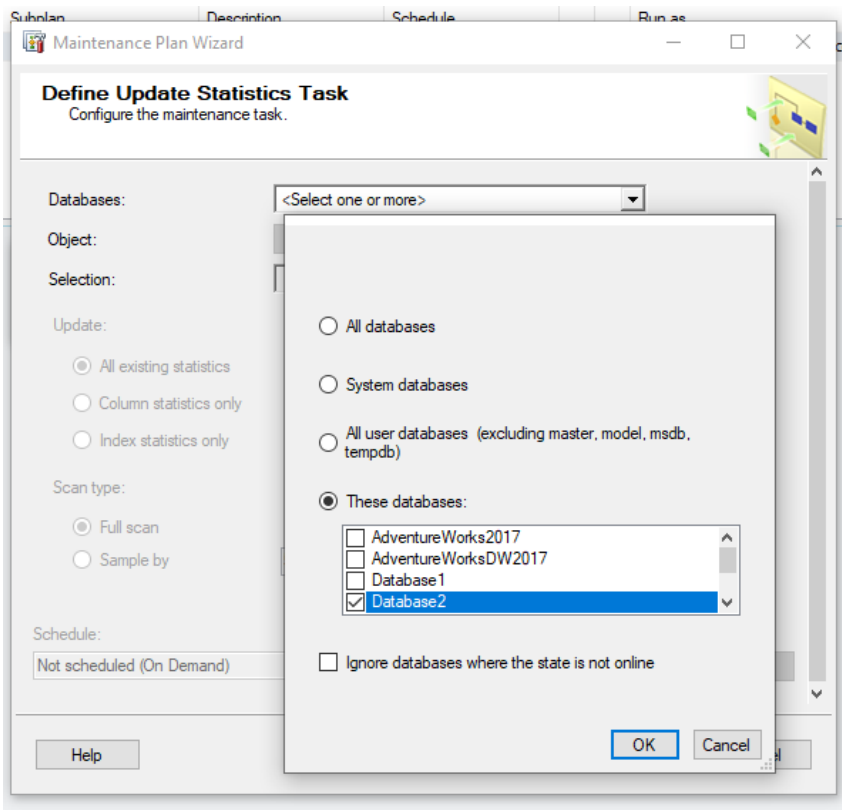 Subplan Description Schedule Run as
Maintenance Plan Wizard
Define Update Statistics Task
Configure the maintenance task.
Databases: <Select one or more>
Object:
Selection:
Update:
All existing statistics
Column statistics only
Index statistics only
Scan type:
Full scan
Sample by
Schedule:
Not scheduled (On Demand)
Help
All databases
System databases
All user databases (excluding master, model, msdb,
tempdb)
These databases:
AdventureWorks2017
AdventureWorksDW2017
Database1
Database2
Ignore databases where the state is not online
OK Cancel